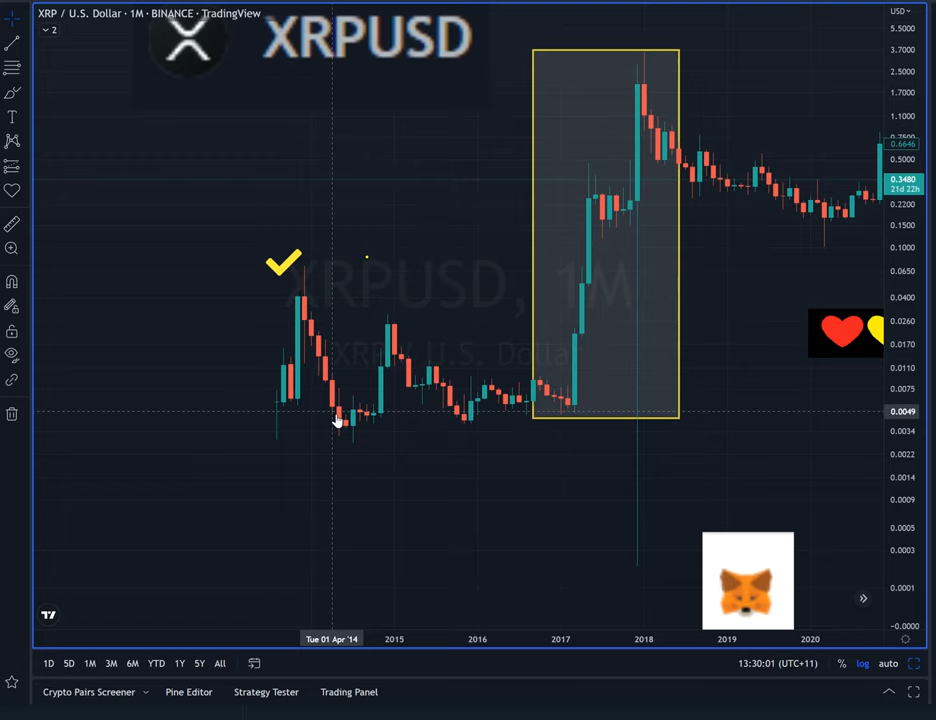 XRP / U.S. Dollar · 1M · BINANCE · TradingView
2
XRPUSD
USD
5.5000
3.7000
2.5000
1.7000
1.1000
0.7500
0.6646
0.5000
0.3480
21d 22h
0.2200
0.1500
0.1000
0.0650
0.0400
0.0260
0.0170
0.0110
0.0075
0.0049
0.0034
0.0022
0.0014
0.0009
0.0005
0.0003
0.0001
−0.0000
XRPUSD, 1M
XRP / U.S. Dollar
Tue 01 Apr '14
2015
2016
2017
2018
2019
2020
1D
5D
1M
3M
6M
YTD
1Y
5Y
All
13:30:01 (UTC+11)
%
log
auto
Crypto Pairs Screener
Pine Editor
Strategy Tester
Trading Panel